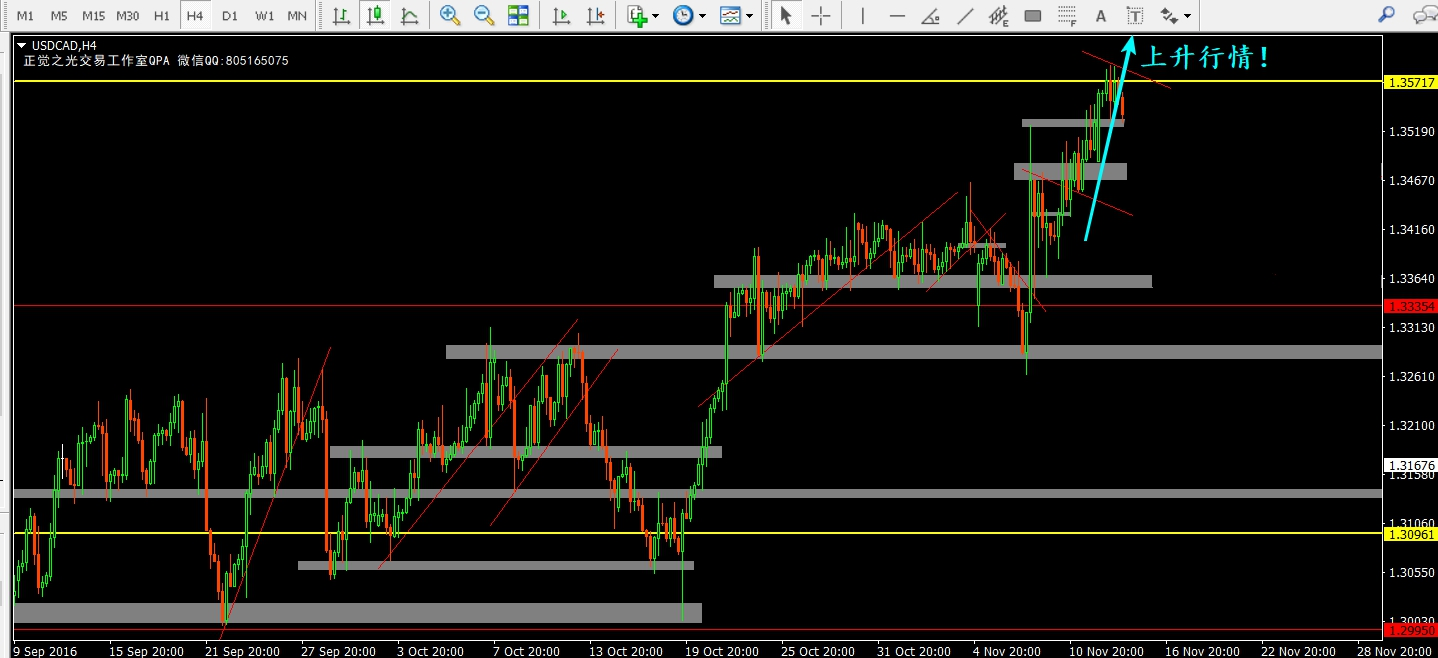 M1 M5 M15 M30 H1 H4 D1 W1 MN
E F A T
USDCAD,H4
正觉之光交易工作室QPA 微信QQ:805165075
上升行情！
1.35717
1.35190
1.34670
1.34160
1.33640
1.33354
1.33130
1.32610
1.32100
1.31676
1.31580
1.31060
1.30961
1.30550
1.30030
1.29950
9 Sep 2016 15 Sep 20:00 21 Sep 20:00 27 Sep 20:00 3 Oct 20:00 7 Oct 20:00 13 Oct 20:00 19 Oct 20:00 25 Oct 20:00 31 Oct 20:00 4 Nov 20:00 10 Nov 20:00 16 Nov 20:00 22 Nov 20:00 28 Nov 20:00